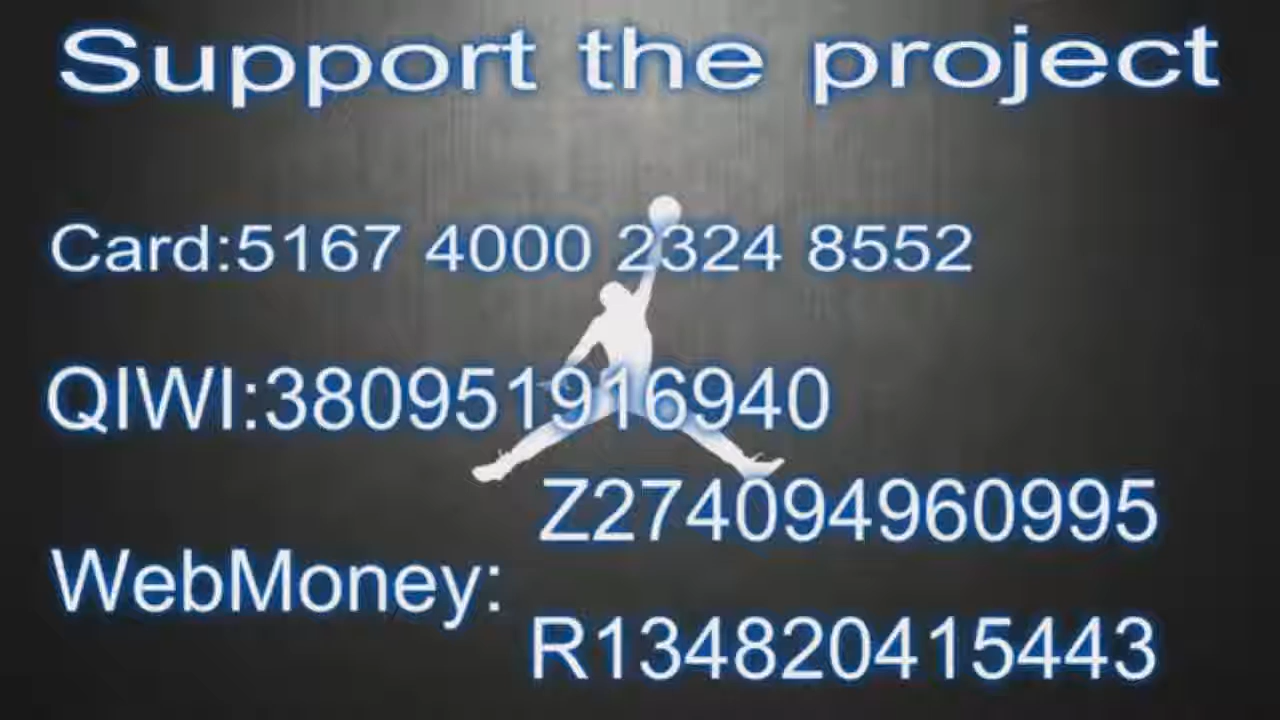 Support the project
Card:5167 4000 2324 8552
QIWI:380951916940
Z274094960995
WebMoney:
R134820415443